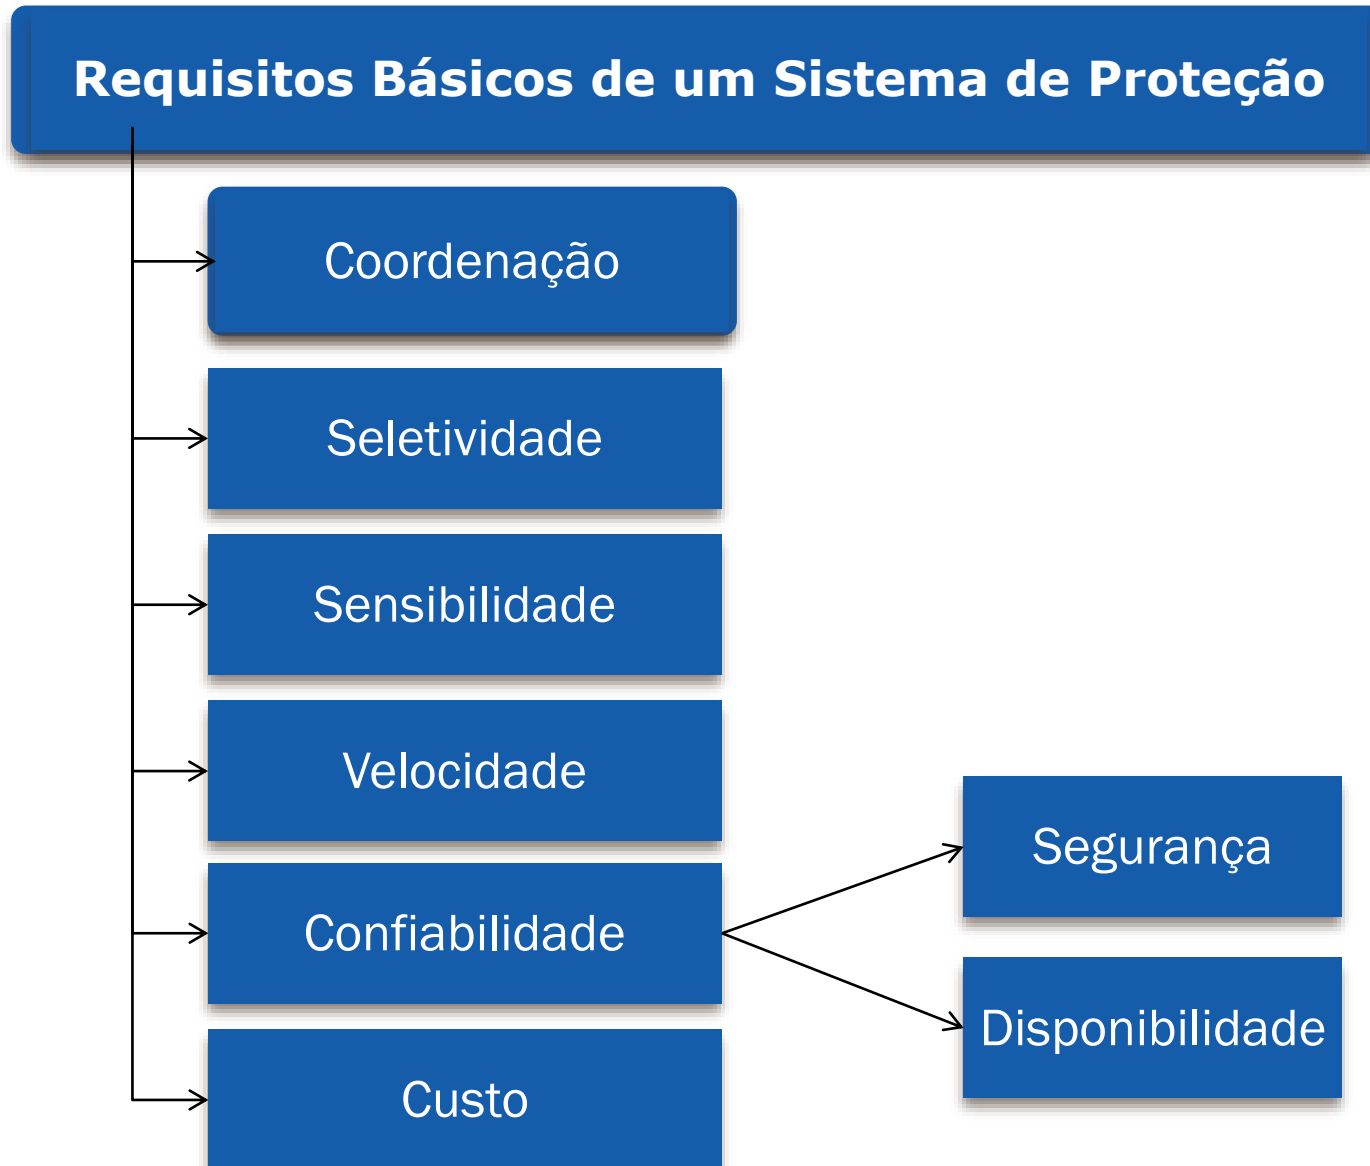 Requisitos Básicos de um Sistema de Proteção
Coordenação
Seletividade
Sensibilidade
Velocidade
Confiabilidade
Segurança
Disponibilidade
Custo